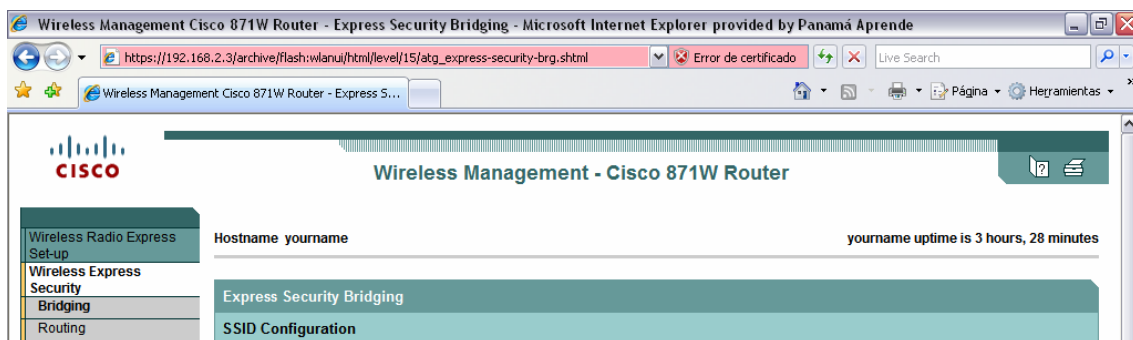 Wireless Management Cisco 871W Router - Express Security Bridging - Microsoft Internet Explorer provided by Panamá Aprende
https://192.168.2.3/archive/flash:wlanui/html/level/15/atg_express-security-brg.shtml
Error de certificado
Live Search
Wireless Management Cisco 871W Router - Express S...
Página
Herramientas
CISCO
Wireless Management - Cisco 871W Router
Wireless Radio Express
Set-up
Wireless Express
Security
Bridging
Routing
Hostname yourname
yourname uptime is 3 hours, 28 minutes
Express Security Bridging
SSID Configuration